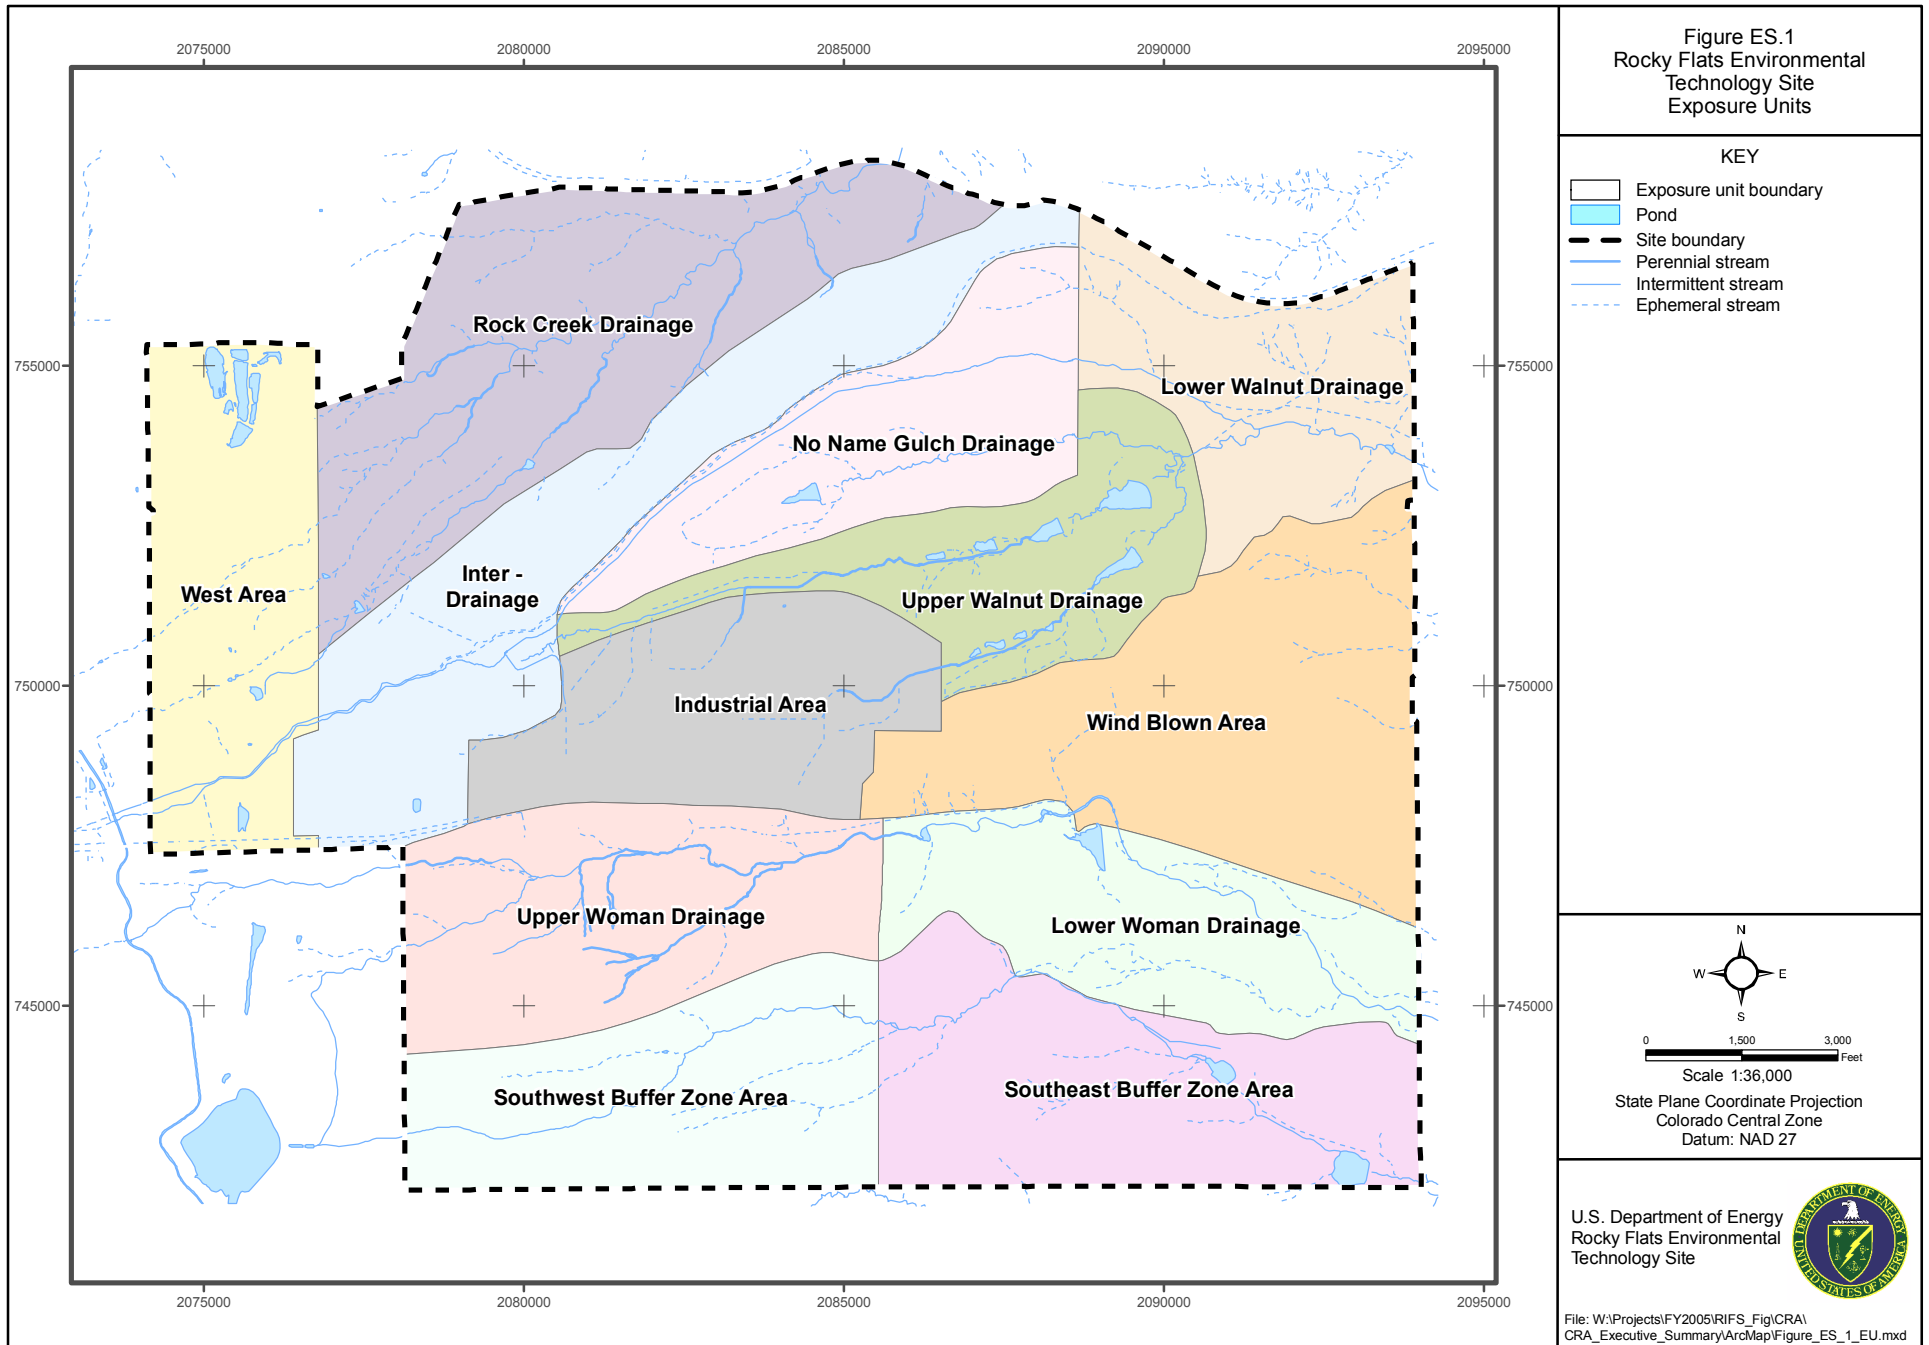 2075000
2080000
2085000
2090000
2095000
755000
755000
750000
750000
745000
745000
2075000
2080000
2085000
2090000
2095000
Rock Creek Drainage
Lower Walnut Drainage
No Name Gulch Drainage
West Area
Inter -
Drainage
Upper Walnut Drainage
Industrial Area
Wind Blown Area
Upper Woman Drainage
Lower Woman Drainage
Southwest Buffer Zone Area
Southeast Buffer Zone Area
Figure ES.1
Rocky Flats Environmental
Technology Site
Exposure Units
KEY
Exposure unit boundary
Pond
Site boundary
Perennial stream
Intermittent stream
Ephemeral stream
N
W E
S
0 1,500 3,000
Feet
Scale 1:36,000
State Plane Coordinate Projection
Colorado Central Zone
Datum: NAD 27
U.S. Department of Energy
Rocky Flats Environmental
Technology Site
DEPARTMENT OF ENERGY
UNITED STATES OF AMERICA
File: W:\Projects\FY2005\RIFS_Fig\CRA\
CRA_Executive_Summary\ArcMap\Figure_ES_1_EU.mxd